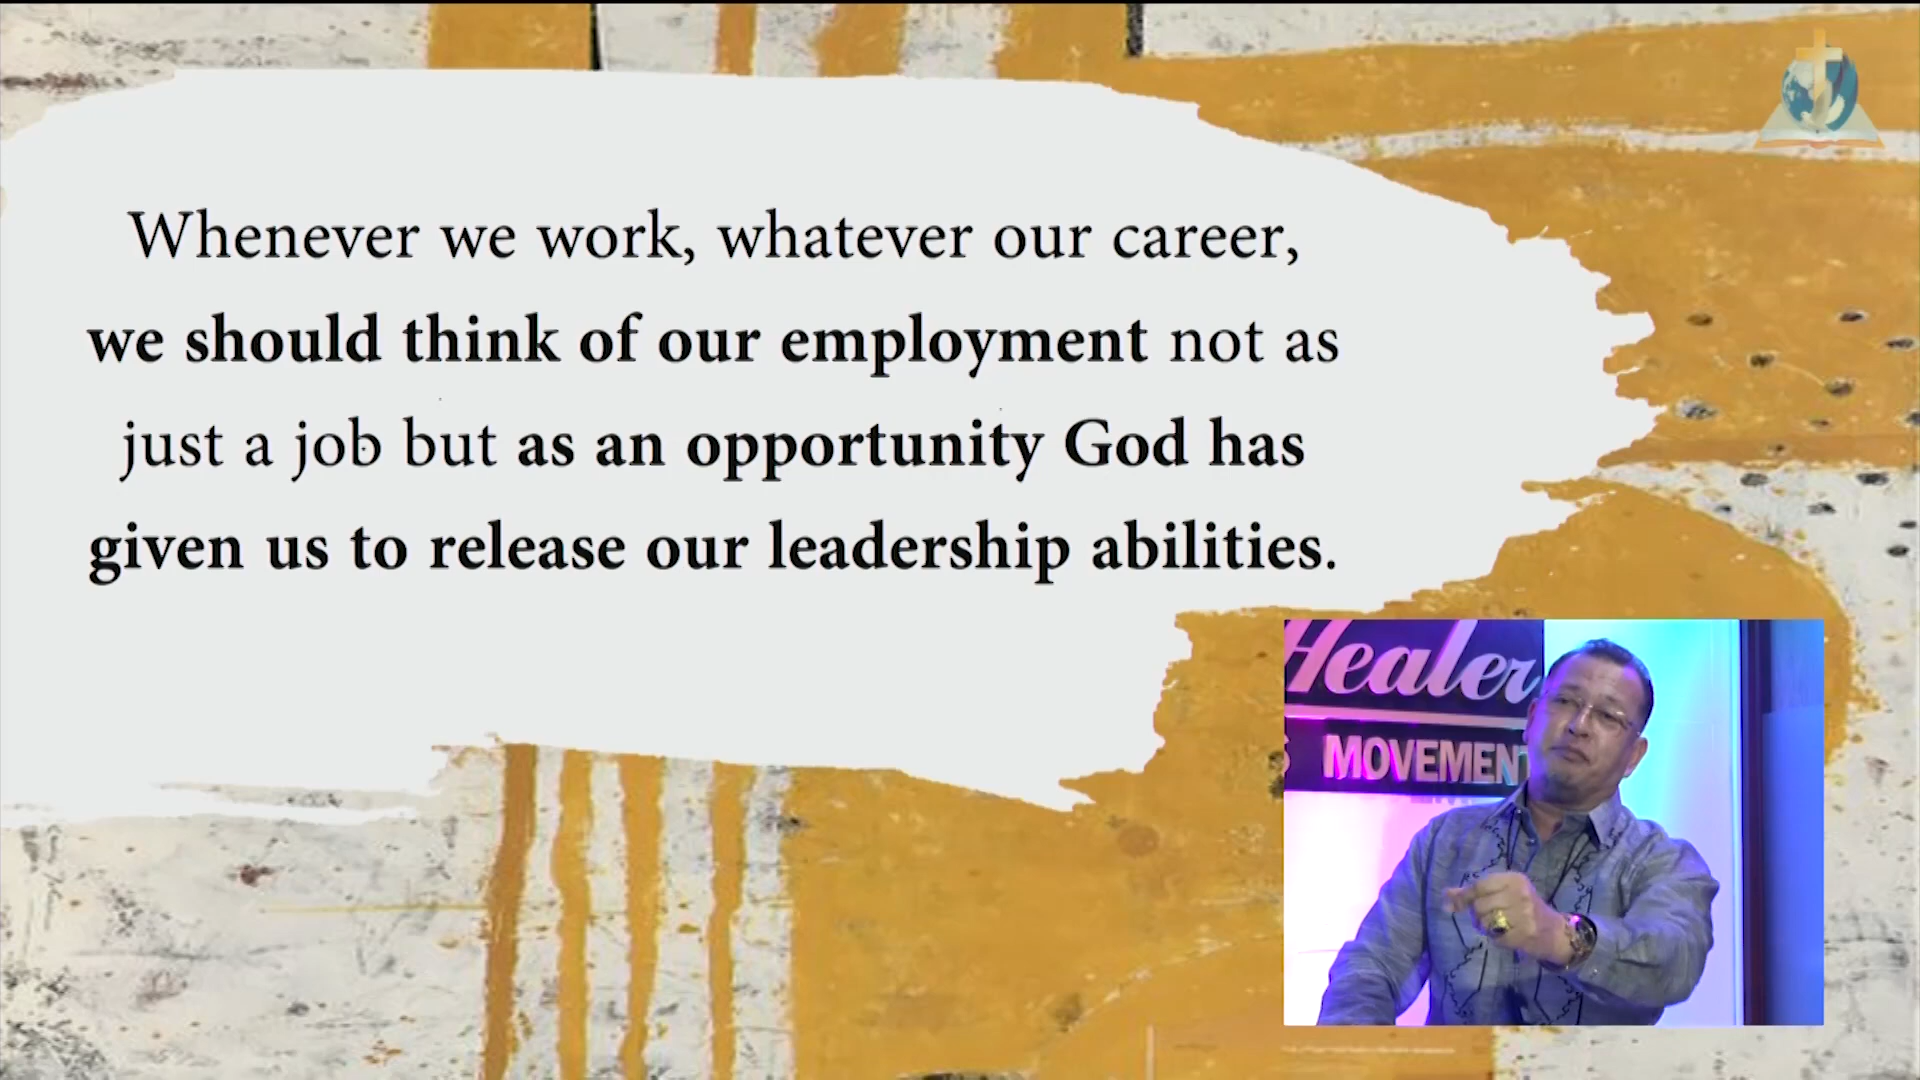 Whenever we work, whatever our career,
we should think of our employment not as
just a job but as an opportunity God has
given us to release our leadership abilities.
Healer
MOVEMENT